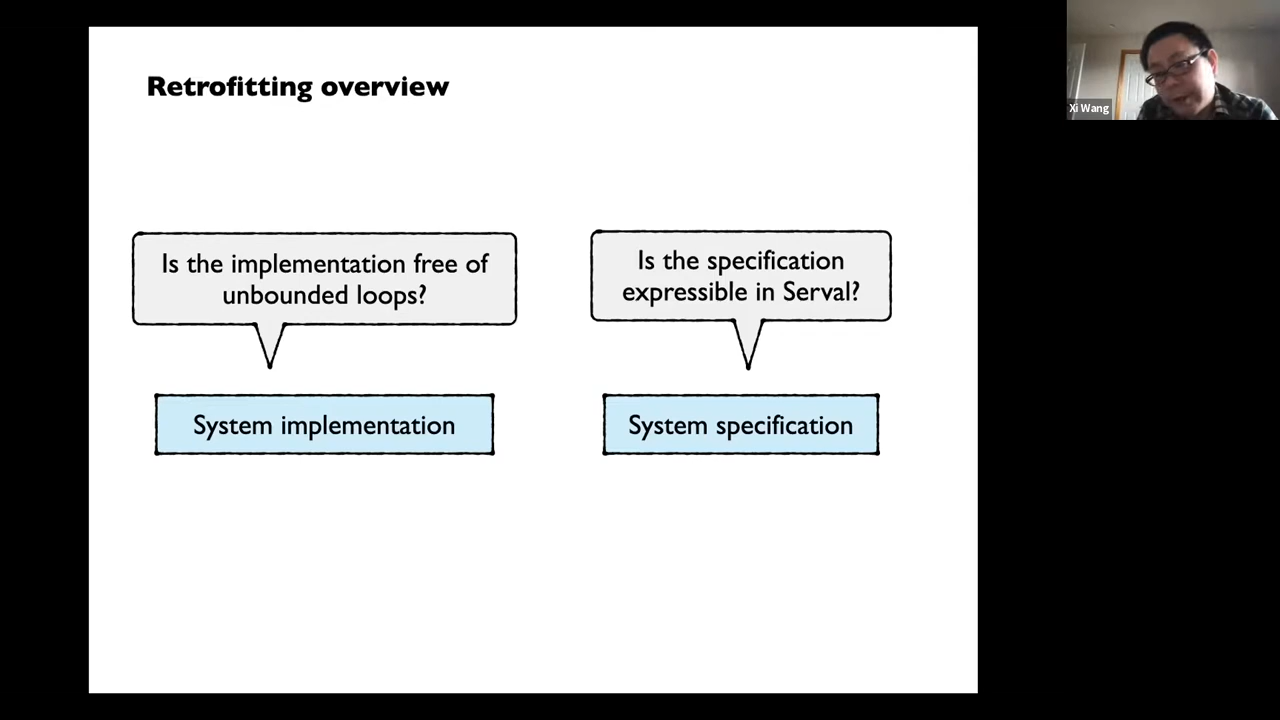 Retrofitting overview
Xi Wang
Is the implementation free of
unbounded loops?
Is the specification
expressible in Serval?
System implementation
System specification